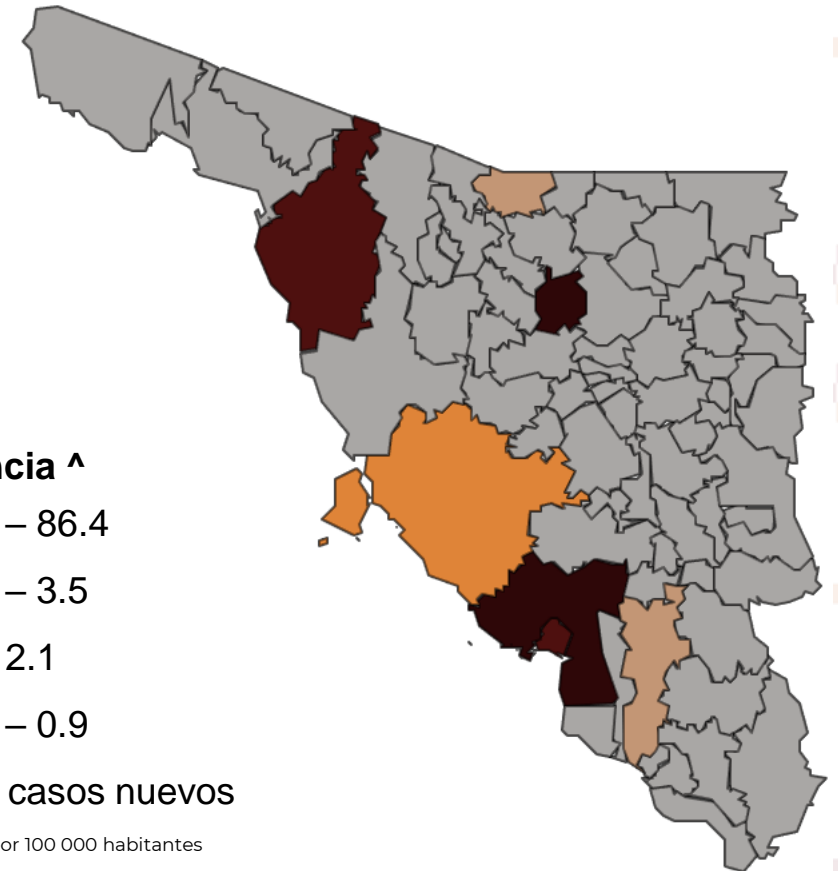 ncia ^
– 86.4
– 3.5
2.1
– 0.9
casos nuevos
or 100 000 habitantes